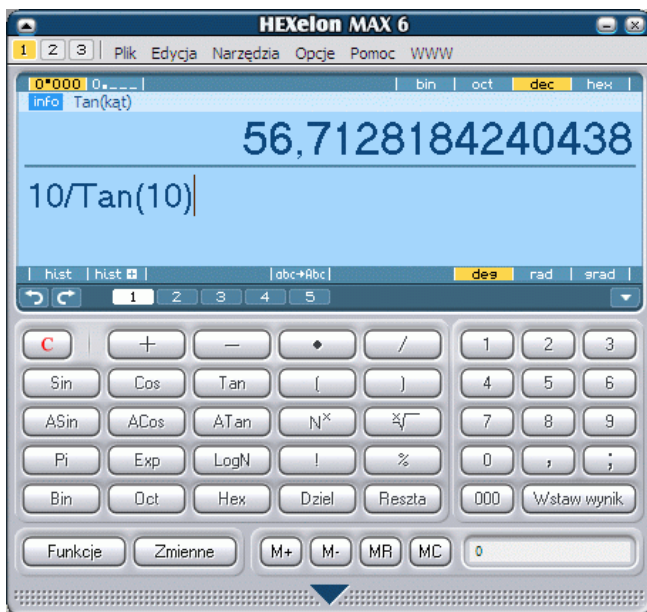 HEXelon MAX 6
1 2 3 Plik Edycja Narzędzia Opcje Pomoc WWW
0"000 0.___ bin oct dec hex
info Tan(kąt)
56,7128184240438
10/Tan(10)
hist hist abc→Abc deg rad grad
1 2 3 4 5
C + − • / 1 2 3
Sin Cos Tan ( ) 4 5 6
ASin ACos ATan N^x x√ 7 8 9
Pi Exp LogN ! % 0 , ;
Bin Oct Hex Dziel Reszta 000 Wstaw wynik
Funkcje Zmienne M+ M- MR MC 0